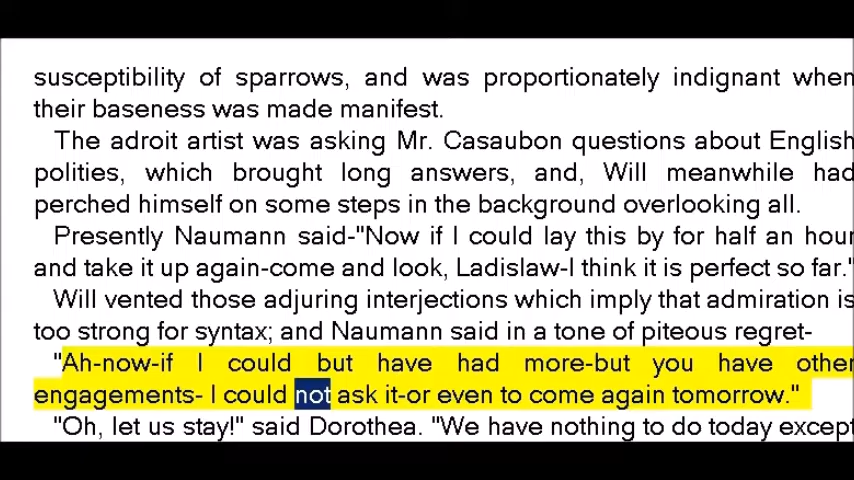 susceptibility of sparrows, and was proportionately indignant when
their baseness was made manifest.
The adroit artist was asking Mr. Casaubon questions about English
polities, which brought long answers, and, Will meanwhile had
perched himself on some steps in the background overlooking all.
Presently Naumann said-"Now if I could lay this by for half an hour
and take it up again-come and look, Ladislaw-I think it is perfect so far."
Will vented those adjuring interjections which imply that admiration is
too strong for syntax; and Naumann said in a tone of piteous regret-
"Ah-now-if I could but have had more-but you have other
engagements- I could not ask it-or even to come again tomorrow."
"Oh, let us stay!" said Dorothea. "We have nothing to do today except